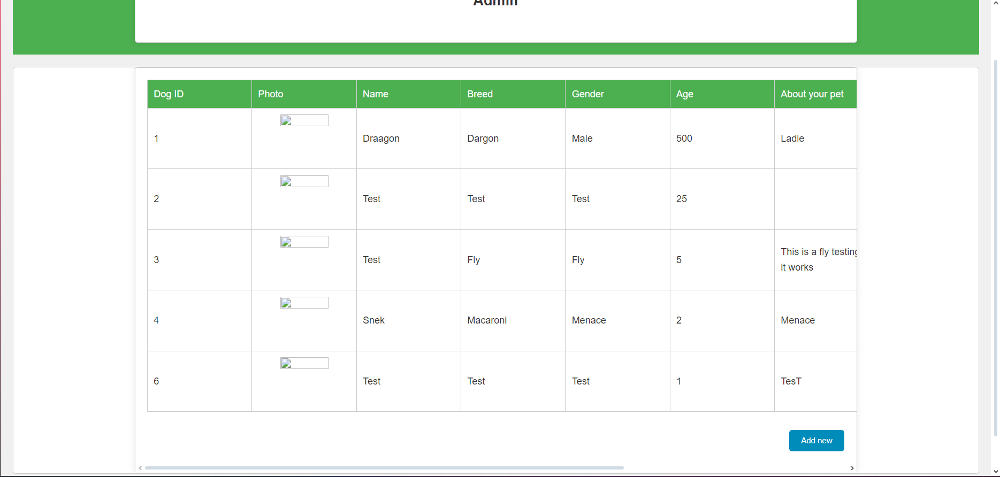 Admin
Dog ID Photo Name Breed Gender Age About your pet
1 Draagon Dargon Male 500 Ladle
2 Test Test Test 25
3 Test Fly Fly 5 This is a fly testing
it works
4 Snek Macaroni Menace 2 Menace
6 Test Test Test 1 TesT
Add new